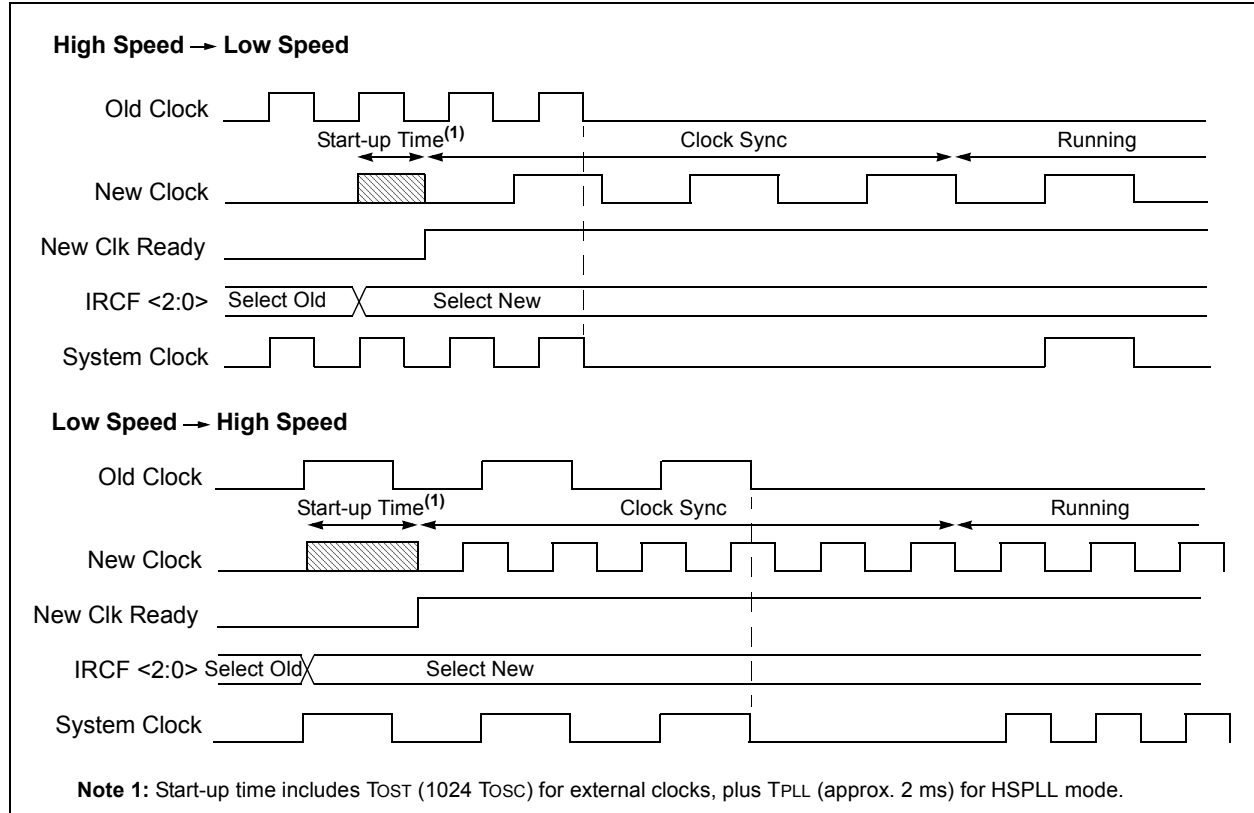 High Speed → Low Speed
Old Clock
Start-up Time(1)
Clock Sync
Running
New Clock
New Clk Ready
IRCF <2:0>
Select Old
Select New
System Clock
Low Speed → High Speed
Old Clock
Start-up Time(1)
Clock Sync
Running
New Clock
New Clk Ready
IRCF <2:0>
Select Old
Select New
System Clock
Note 1: Start-up time includes TOST (1024 TOSC) for external clocks, plus TPLL (approx. 2 ms) for HSPLL mode.